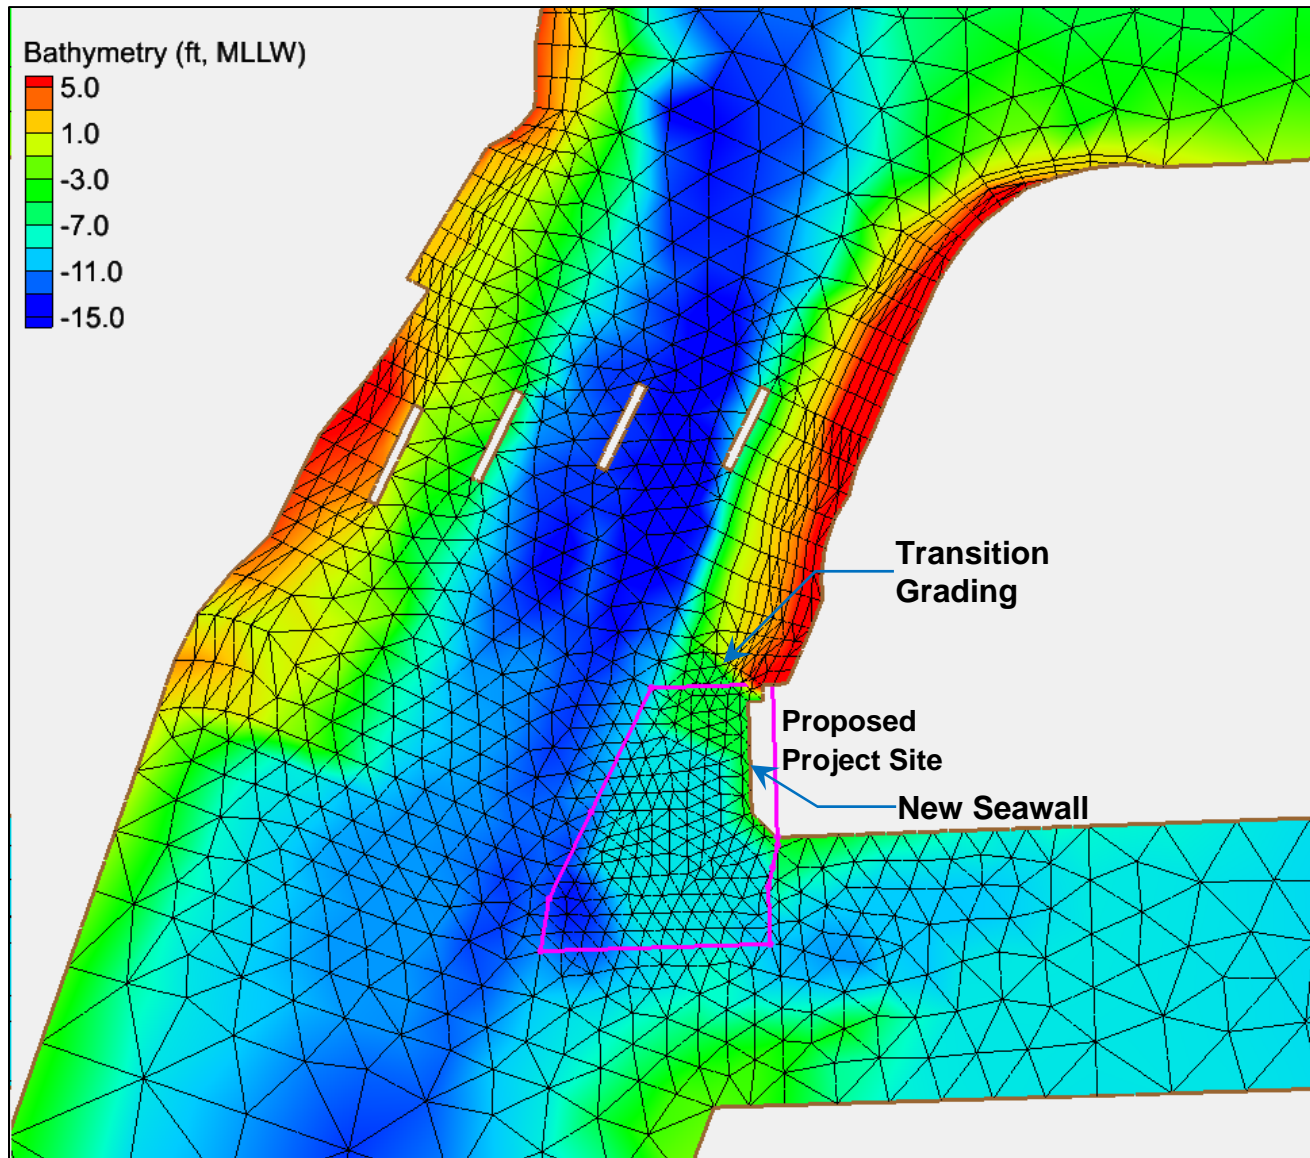 Bathymetry (ft, MLLW)
5.0
1.0
-3.0
-7.0
-11.0
-15.0
Transition
Grading
Proposed
Project Site
New Seawall